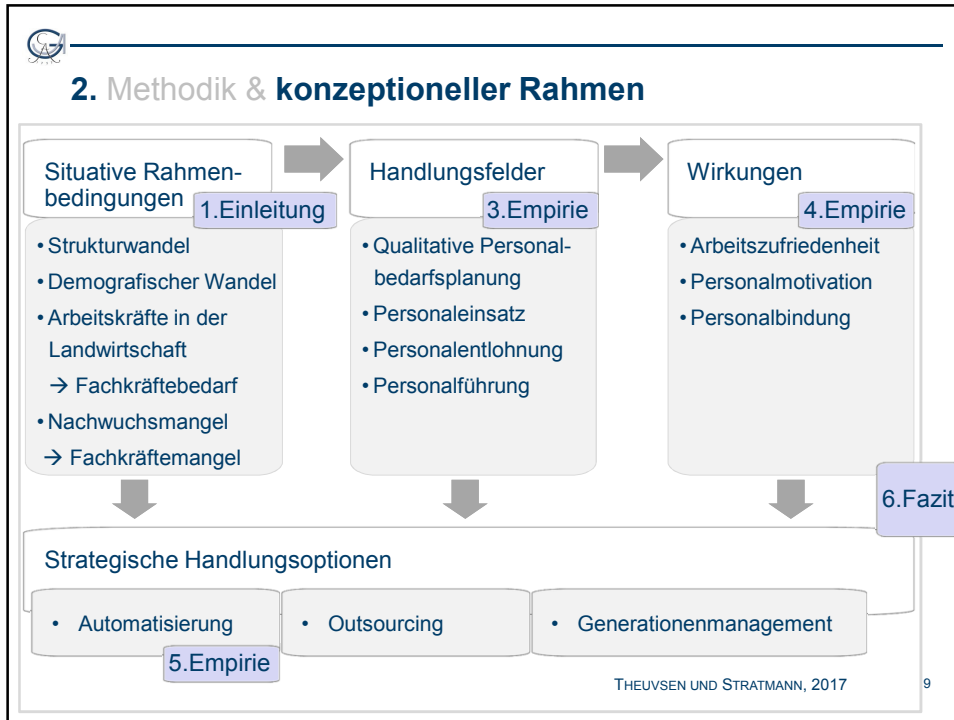 2. Methodik & konzeptioneller Rahmen
Situative Rahmen-
bedingungen
1.Einleitung
• Strukturwandel
• Demografischer Wandel
• Arbeitskräfte in der
Landwirtschaft
→ Fachkräftebedarf
• Nachwuchsmangel
→ Fachkräftemangel
Handlungsfelder
3.Empirie
• Qualitative Personal-
bedarfsplanung
• Personaleinsatz
• Personalentlohnung
• Personalführung
Wirkungen
4.Empirie
• Arbeitszufriedenheit
• Personalmotivation
• Personalbindung
6.Fazit
Strategische Handlungsoptionen
• Automatisierung
5.Empirie
• Outsourcing
• Generationenmanagement
THEUVSEN UND STRATMANN, 2017
9